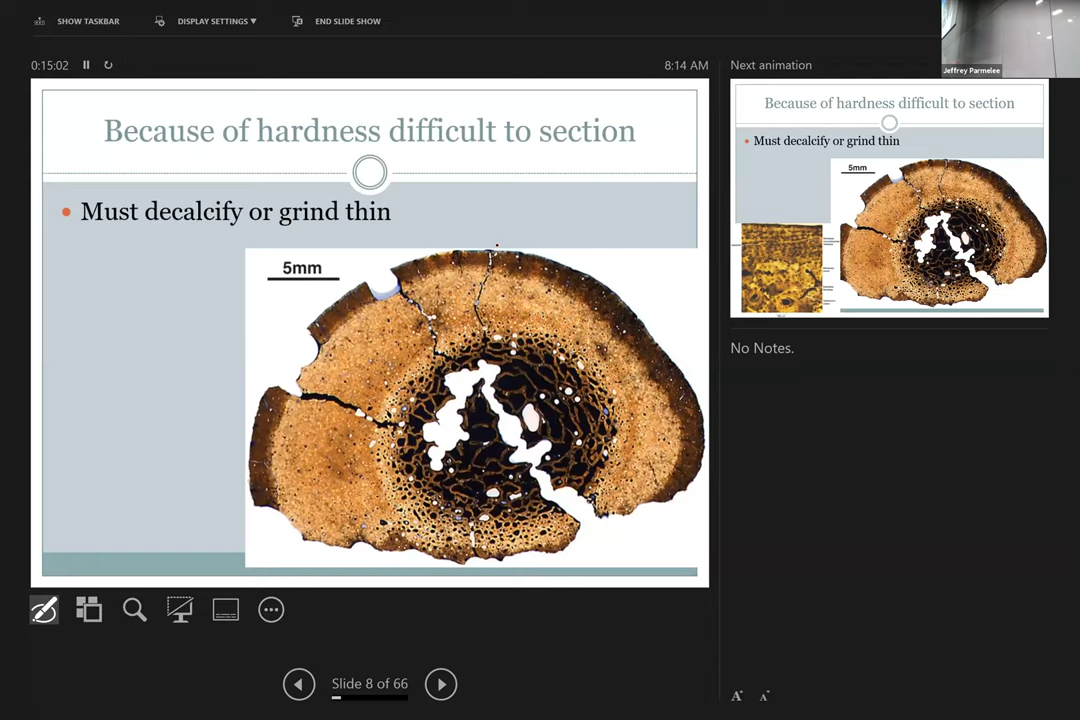 SHOW TASKBAR
DISPLAY SETTINGS ▼
END SLIDE SHOW
Jeffrey Parmelee
0:15:02
8:14 AM
Next animation
Because of hardness difficult to section
• Must decalcify or grind thin
5mm
Because of hardness difficult to section
• Must decalcify or grind thin
5mm
No Notes.
Slide 8 of 66
A A